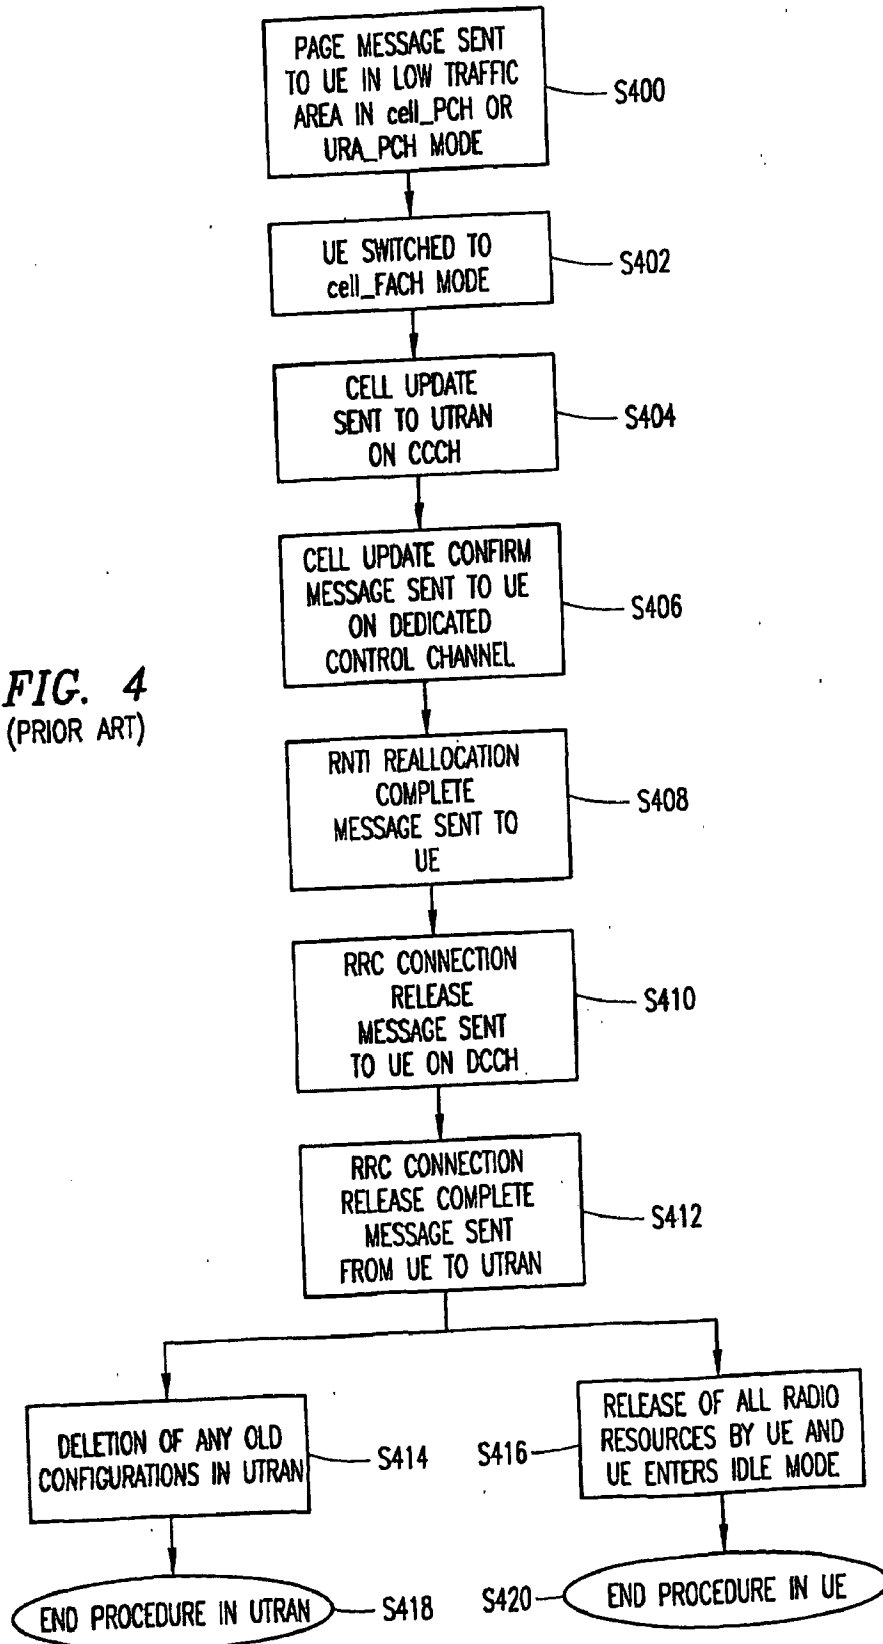 PAGE MESSAGE SENT
TO UE IN LOW TRAFFIC
AREA IN cell_PCH OR
URA_PCH MODE
S400
UE SWITCHED TO
cell_FACH MODE
S402
CELL UPDATE
SENT TO UTRAN
ON CCCH
S404
CELL UPDATE CONFIRM
MESSAGE SENT TO UE
ON DEDICATED
CONTROL CHANNEL
S406
FIG. 4
(PRIOR ART)
RNTI REALLOCATION
COMPLETE
MESSAGE SENT TO
UE
S408
RRC CONNECTION
RELEASE
MESSAGE SENT
TO UE ON DCCH
S410
RRC CONNECTION
RELEASE COMPLETE
MESSAGE SENT
FROM UE TO UTRAN
S412
DELETION OF ANY OLD
CONFIGURATIONS IN UTRAN
S414
S416
RELEASE OF ALL RADIO
RESOURCES BY UE AND
UE ENTERS IDLE MODE
END PROCEDURE IN UTRAN
S418
S420
END PROCEDURE IN UE